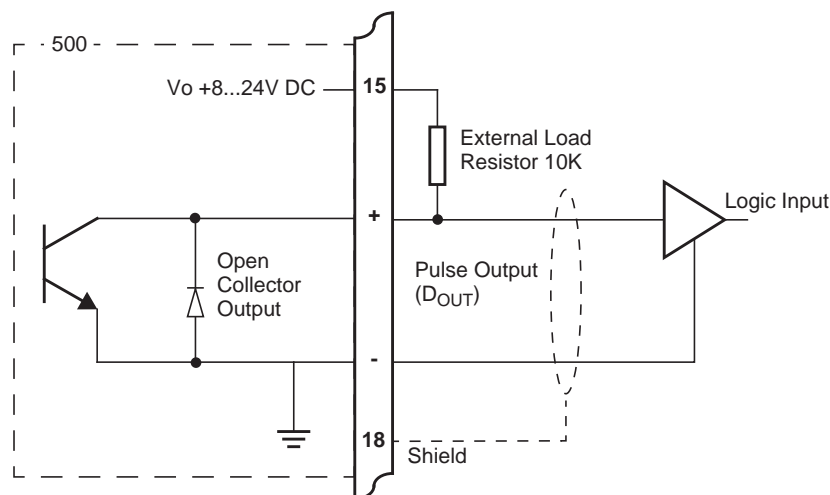 500
Vo +8...24V DC
15
External Load
Resistor 10K
+
Logic Input
Open
Collector
Output
Pulse Output
(DOUT)
-
18
Shield